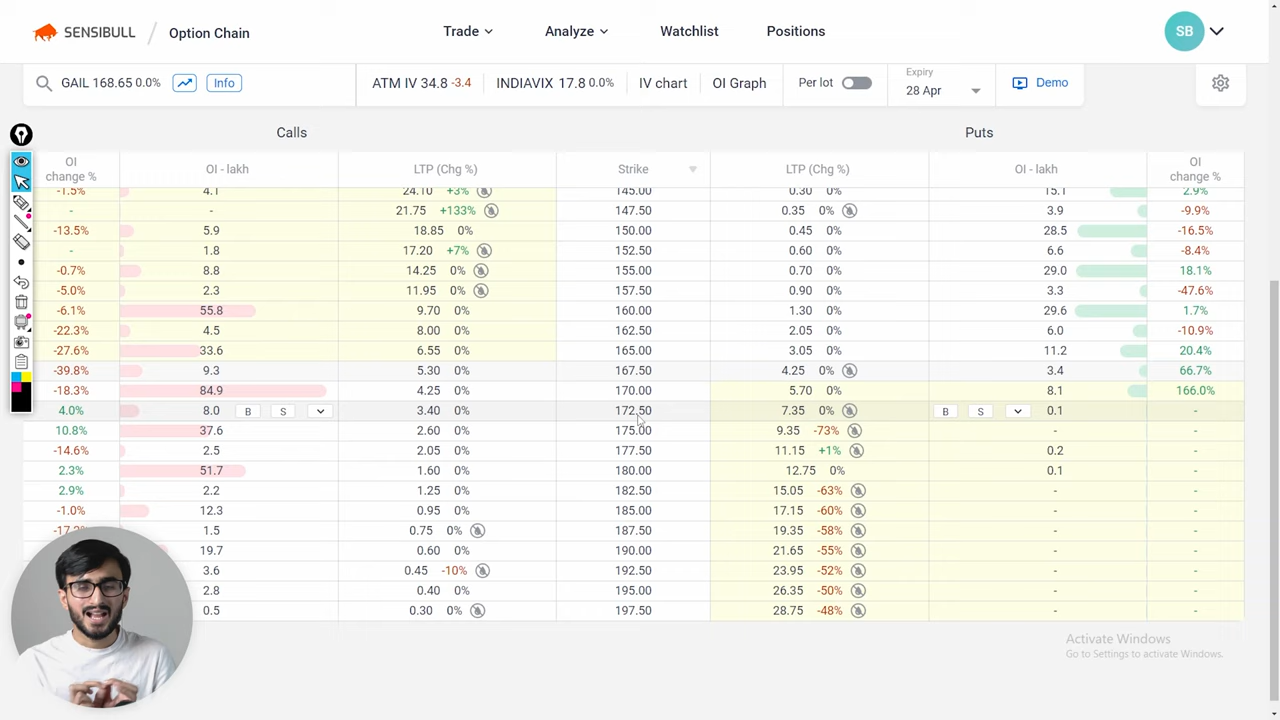 SENSIBULL / Option Chain Trade Analyze Watchlist Positions SB
GAIL 168.65 0.0% Info ATM IV 34.8 -3.4 INDIAVIX 17.8 0.0% IV chart OI Graph Per lot Expiry 28 Apr Demo
Calls Puts
OI change % OI - lakh LTP (Chg %) Strike LTP (Chg %) OI - lakh OI change %
-1.5% 4.1 24.10 +3% 145.00 0.30 0% 15.1 2.9%
- - 21.75 +133% 147.50 0.35 0% 3.9 -9.9%
-13.5% 5.9 18.85 0% 150.00 0.45 0% 28.5 -16.5%
- 1.8 17.20 +7% 152.50 0.60 0% 6.6 -8.4%
-0.7% 8.8 14.25 0% 155.00 0.70 0% 29.0 18.1%
-5.0% 2.3 11.95 0% 157.50 0.90 0% 3.3 -47.6%
-6.1% 55.8 9.70 0% 160.00 1.30 0% 29.6 1.7%
-22.3% 4.5 8.00 0% 162.50 2.05 0% 6.0 -10.9%
-27.6% 33.6 6.55 0% 165.00 3.05 0% 11.2 20.4%
-39.8% 9.3 5.30 0% 167.50 4.25 0% 3.4 66.7%
-18.3% 84.9 4.25 0% 170.00 5.70 0% 8.1 166.0%
4.0% 8.0 B S 3.40 0% 172.50 7.35 0% B S 0.1 -
10.8% 37.6 2.60 0% 175.00 9.35 -73% - -
-14.6% 2.5 2.05 0% 177.50 11.15 +1% 0.2 -
2.3% 51.7 1.60 0% 180.00 12.75 0% 0.1 -
2.9% 2.2 1.25 0% 182.50 15.05 -63% - -
-1.0% 12.3 0.95 0% 185.00 17.15 -60% - -
1.5 0.75 0% 187.50 19.35 -58% - -
19.7 0.60 0% 190.00 21.65 -55% - -
3.6 0.45 -10% 192.50 23.95 -52% - -
2.8 0.40 0% 195.00 26.35 -50% - -
0.5 0.30 0% 197.50 28.75 -48% - -
Activate Windows
Go to Settings to activate Windows.